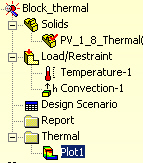 Block_thermal
Solids
PV_1_8_Thermal(
Load/Restraint
Temperature-1
Convection-1
Design Scenario
Report
Thermal
Plot1